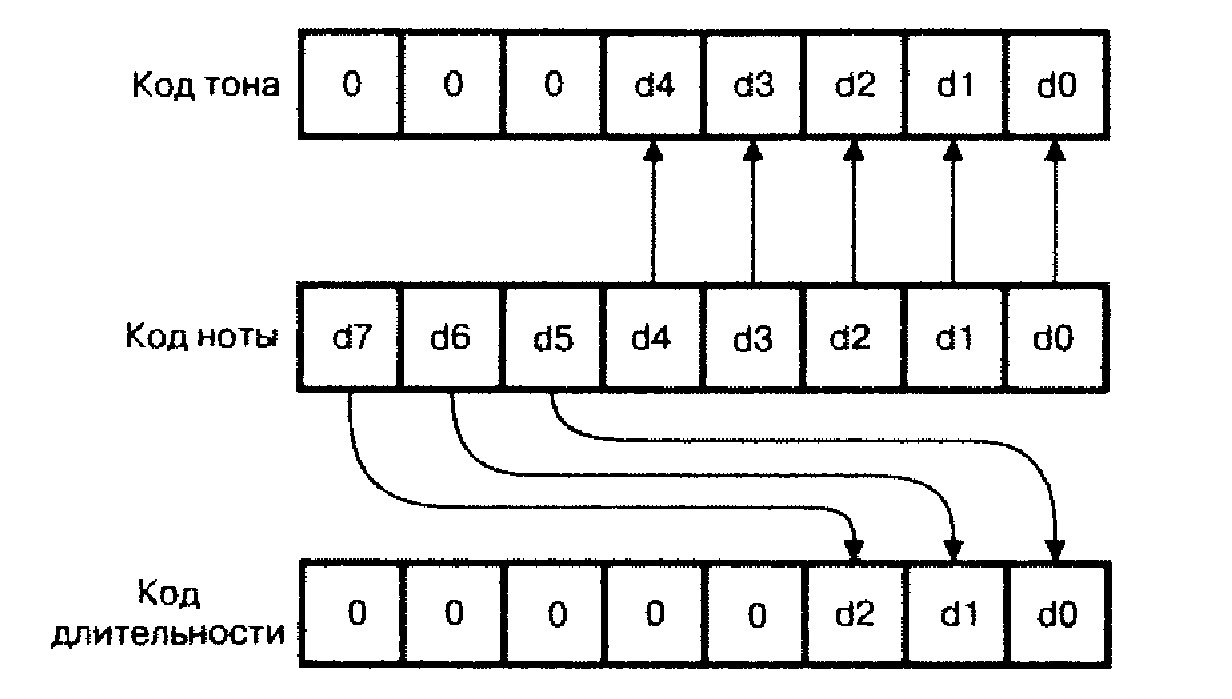 Код тона 0 0 0 d4 d3 d2 d1 d0
Код ноты d7 d6 d5 d4 d3 d2 d1 d0
Код
длительности 0 0 0 0 0 d2 d1 d0